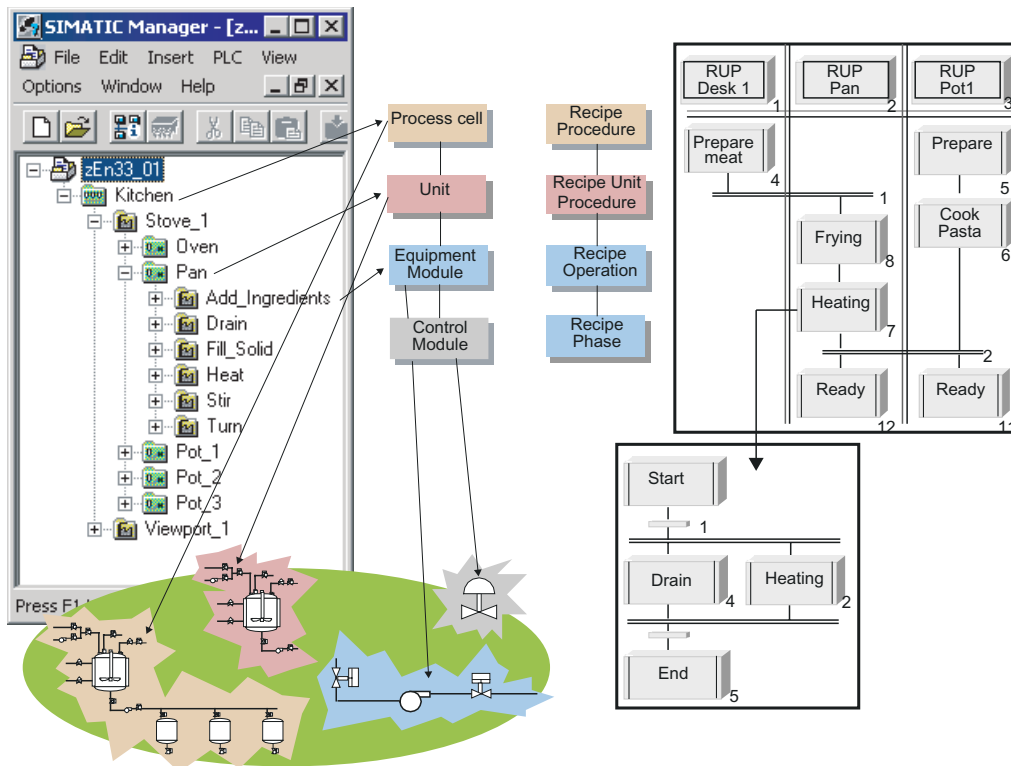 SIMATIC Manager - [z...
File Edit Insert PLC View
Options Window Help
zEn33_01
Kitchen
Stove_1
Oven
Pan
Add_Ingredients
Drain
Fill_Solid
Heat
Stir
Turn
Pot_1
Pot_2
Pot_3
Viewport_1
Press F1
Process cell
Unit
Equipment
Module
Control
Module
Recipe
Procedure
Recipe Unit
Procedure
Recipe
Operation
Recipe
Phase
RUP
Desk 1
1
RUP
Pan
2
RUP
Pot1
3
Prepare
meat
4
Prepare
5
1
Frying
8
Cook
Pasta
6
Heating
7
2
Ready
12
Ready
11
Start
1
Drain
4
Heating
2
End
5